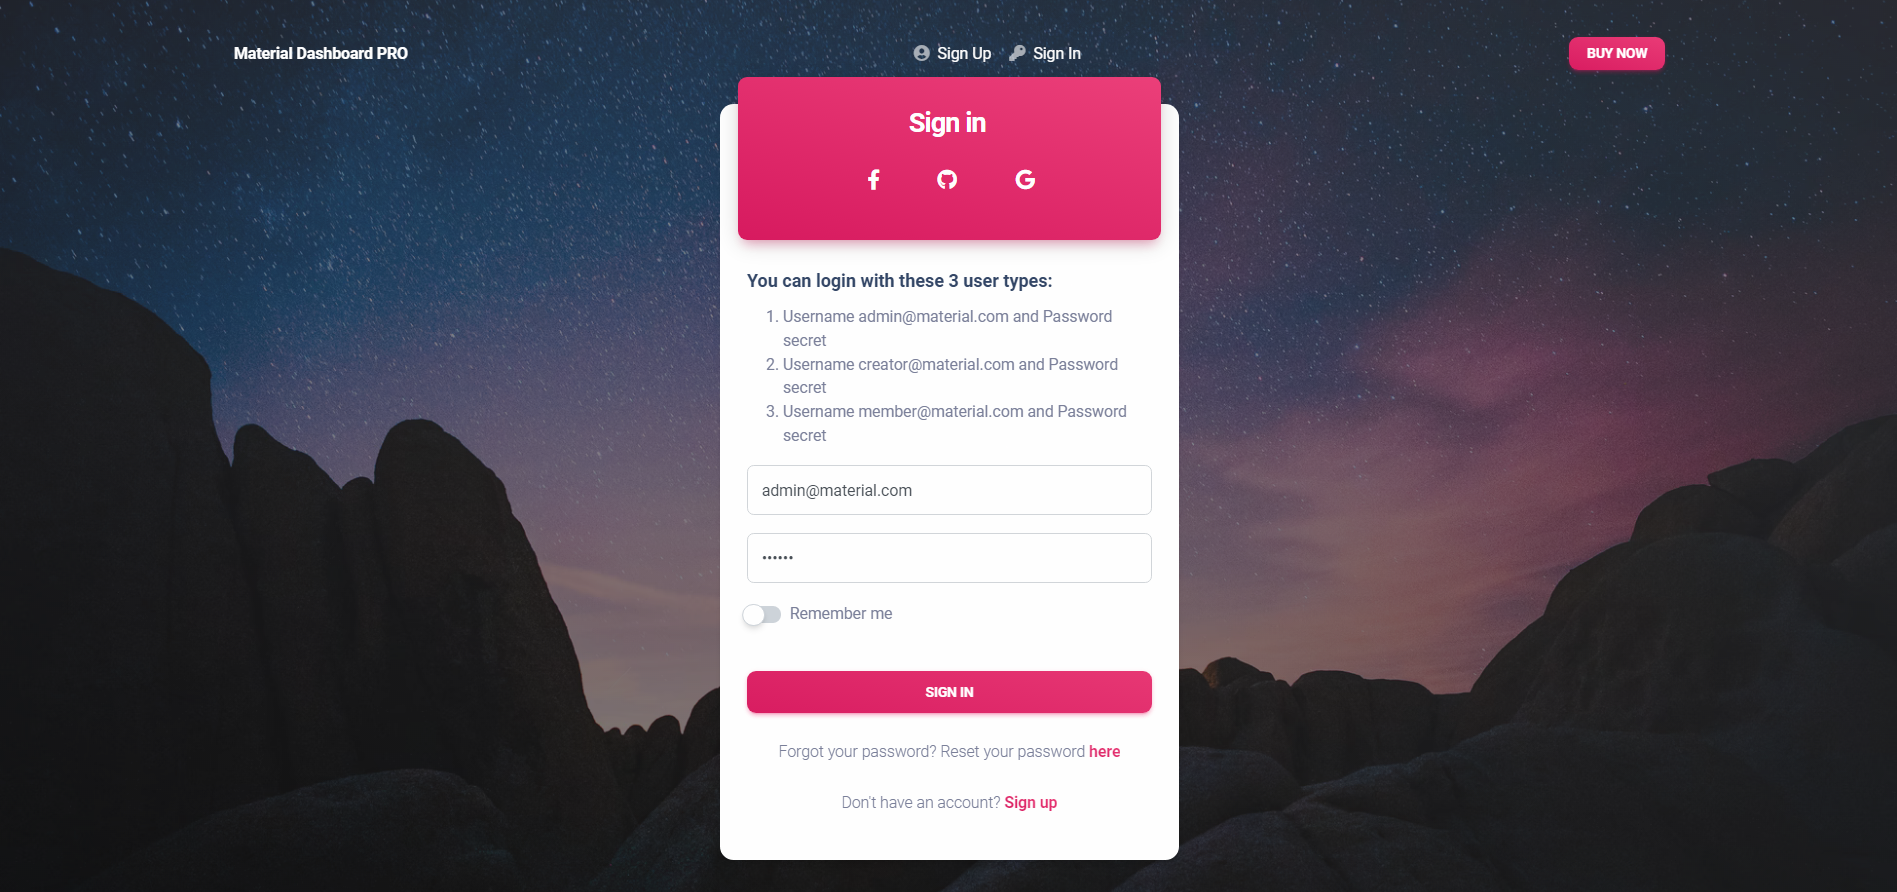 Material Dashboard PRO
Sign Up
Sign In
BUY NOW
Sign in
You can login with these 3 user types:
1. Username admin@material.com and Password
secret
2. Username creator@material.com and Password
secret
3. Username member@material.com and Password
secret
admin@material.com
••••••
Remember me
SIGN IN
Forgot your password? Reset your password here
Don't have an account? Sign up